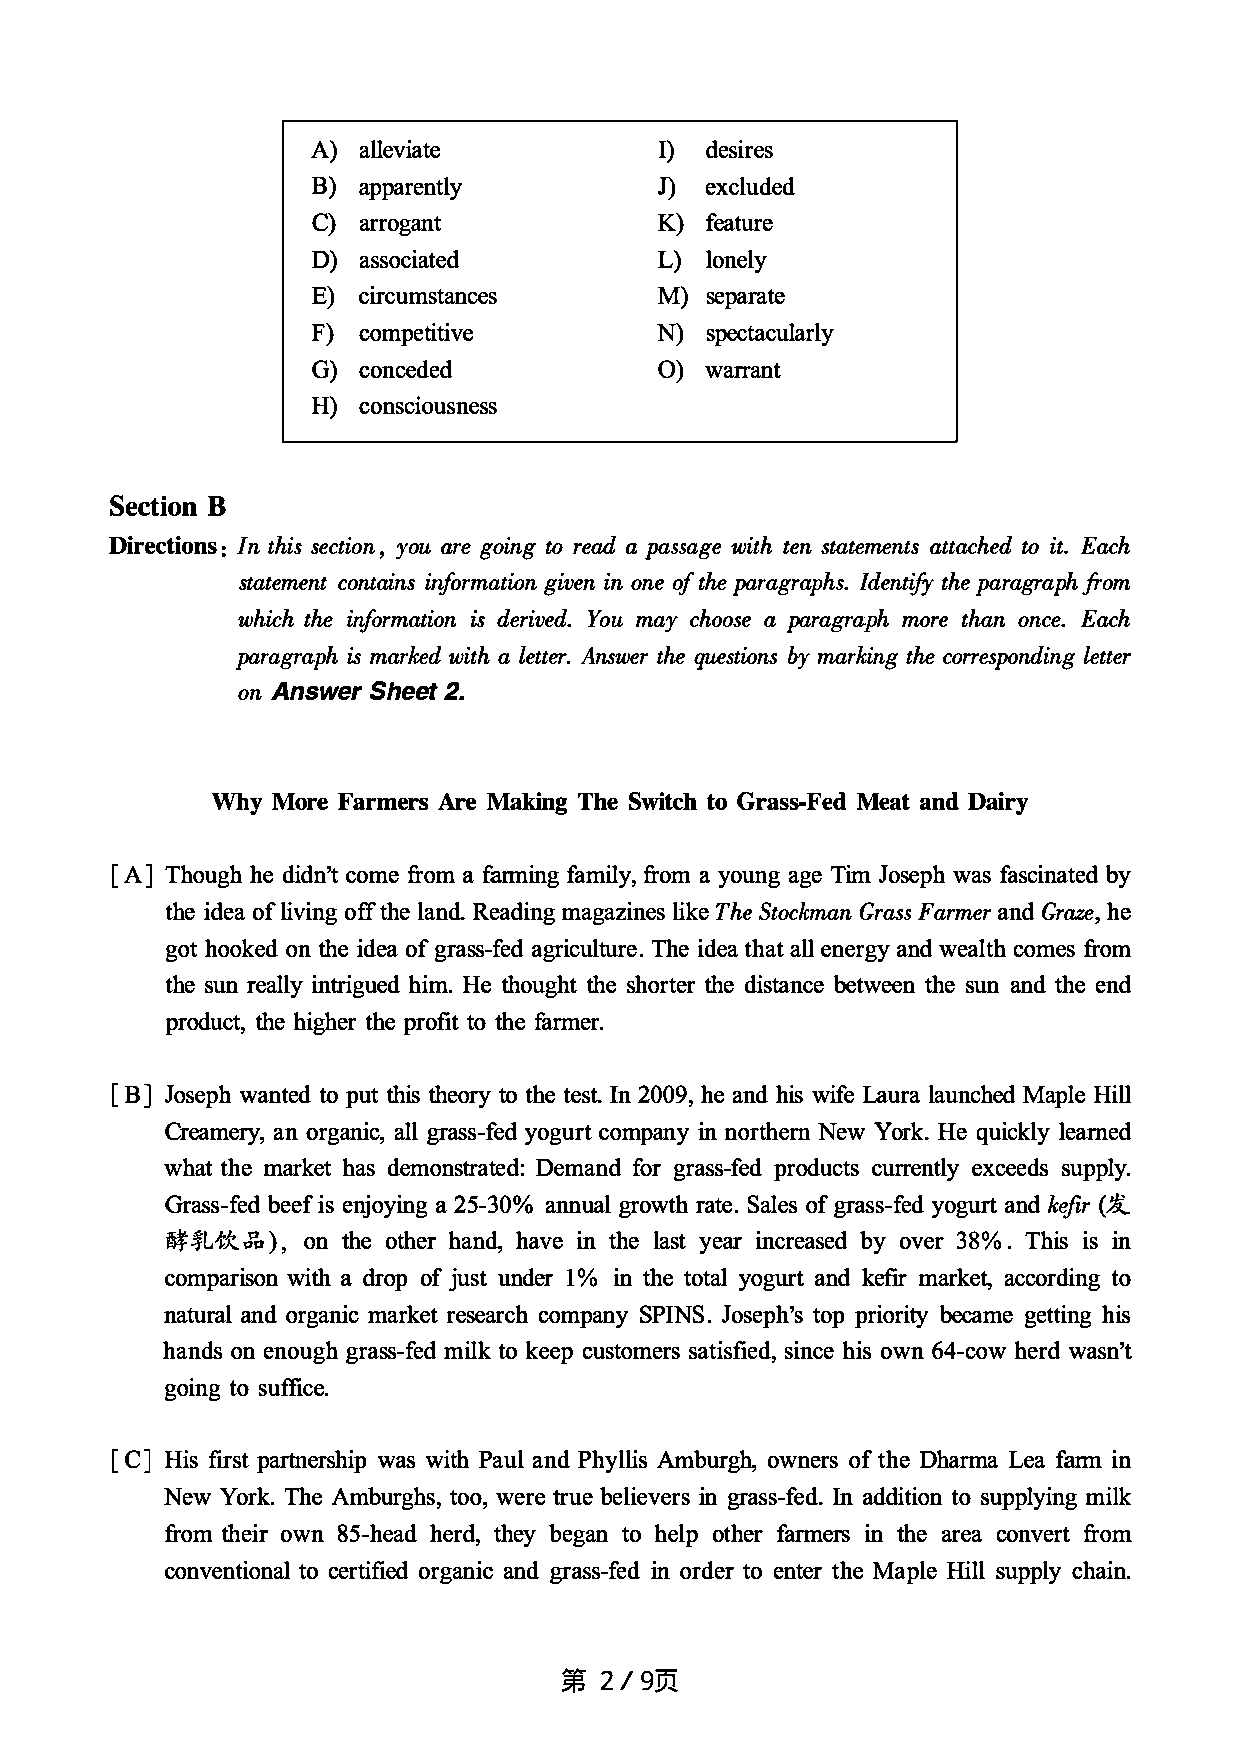 A) alleviate
B) apparently
C) arrogant
D) associated
E) circumstances
F) competitive
G) conceded
H) consciousness
I) desires
J) excluded
K) feature
L) lonely
M) separate
N) spectacularly
O) warrant
Section B
Directions: In this section, you are going to read a passage with ten statements attached to it. Each
statement contains information given in one of the paragraphs. Identify the paragraph from
which the information is derived. You may choose a paragraph more than once. Each
paragraph is marked with a letter. Answer the questions by marking the corresponding letter
on Answer Sheet 2.
Why More Farmers Are Making The Switch to Grass-Fed Meat and Dairy
[A] Though he didn't come from a farming family, from a young age Tim Joseph was fascinated by
the idea of living off the land. Reading magazines like The Stockman Grass Farmer and Graze, he
got hooked on the idea of grass-fed agriculture. The idea that all energy and wealth comes from
the sun really intrigued him. He thought the shorter the distance between the sun and the end
product, the higher the profit to the farmer.
[B] Joseph wanted to put this theory to the test. In 2009, he and his wife Laura launched Maple Hill
Creamery, an organic, all grass-fed yogurt company in northern New York. He quickly learned
what the market has demonstrated: Demand for grass-fed products currently exceeds supply.
Grass-fed beef is enjoying a 25-30% annual growth rate. Sales of grass-fed yogurt and kefir (发
酵乳饮品), on the other hand, have in the last year increased by over 38%. This is in
comparison with a drop of just under 1% in the total yogurt and kefir market, according to
natural and organic market research company SPINS. Joseph's top priority became getting his
hands on enough grass-fed milk to keep customers satisfied, since his own 64-cow herd wasn't
going to suffice.
[C] His first partnership was with Paul and Phyllis Amburgh, owners of the Dharma Lea farm in
New York. The Amburghs, too, were true believers in grass-fed. In addition to supplying milk
from their own 85-head herd, they began to help other farmers in the area convert from
conventional to certified organic and grass-fed in order to enter the Maple Hill supply chain.
第 2 / 9页